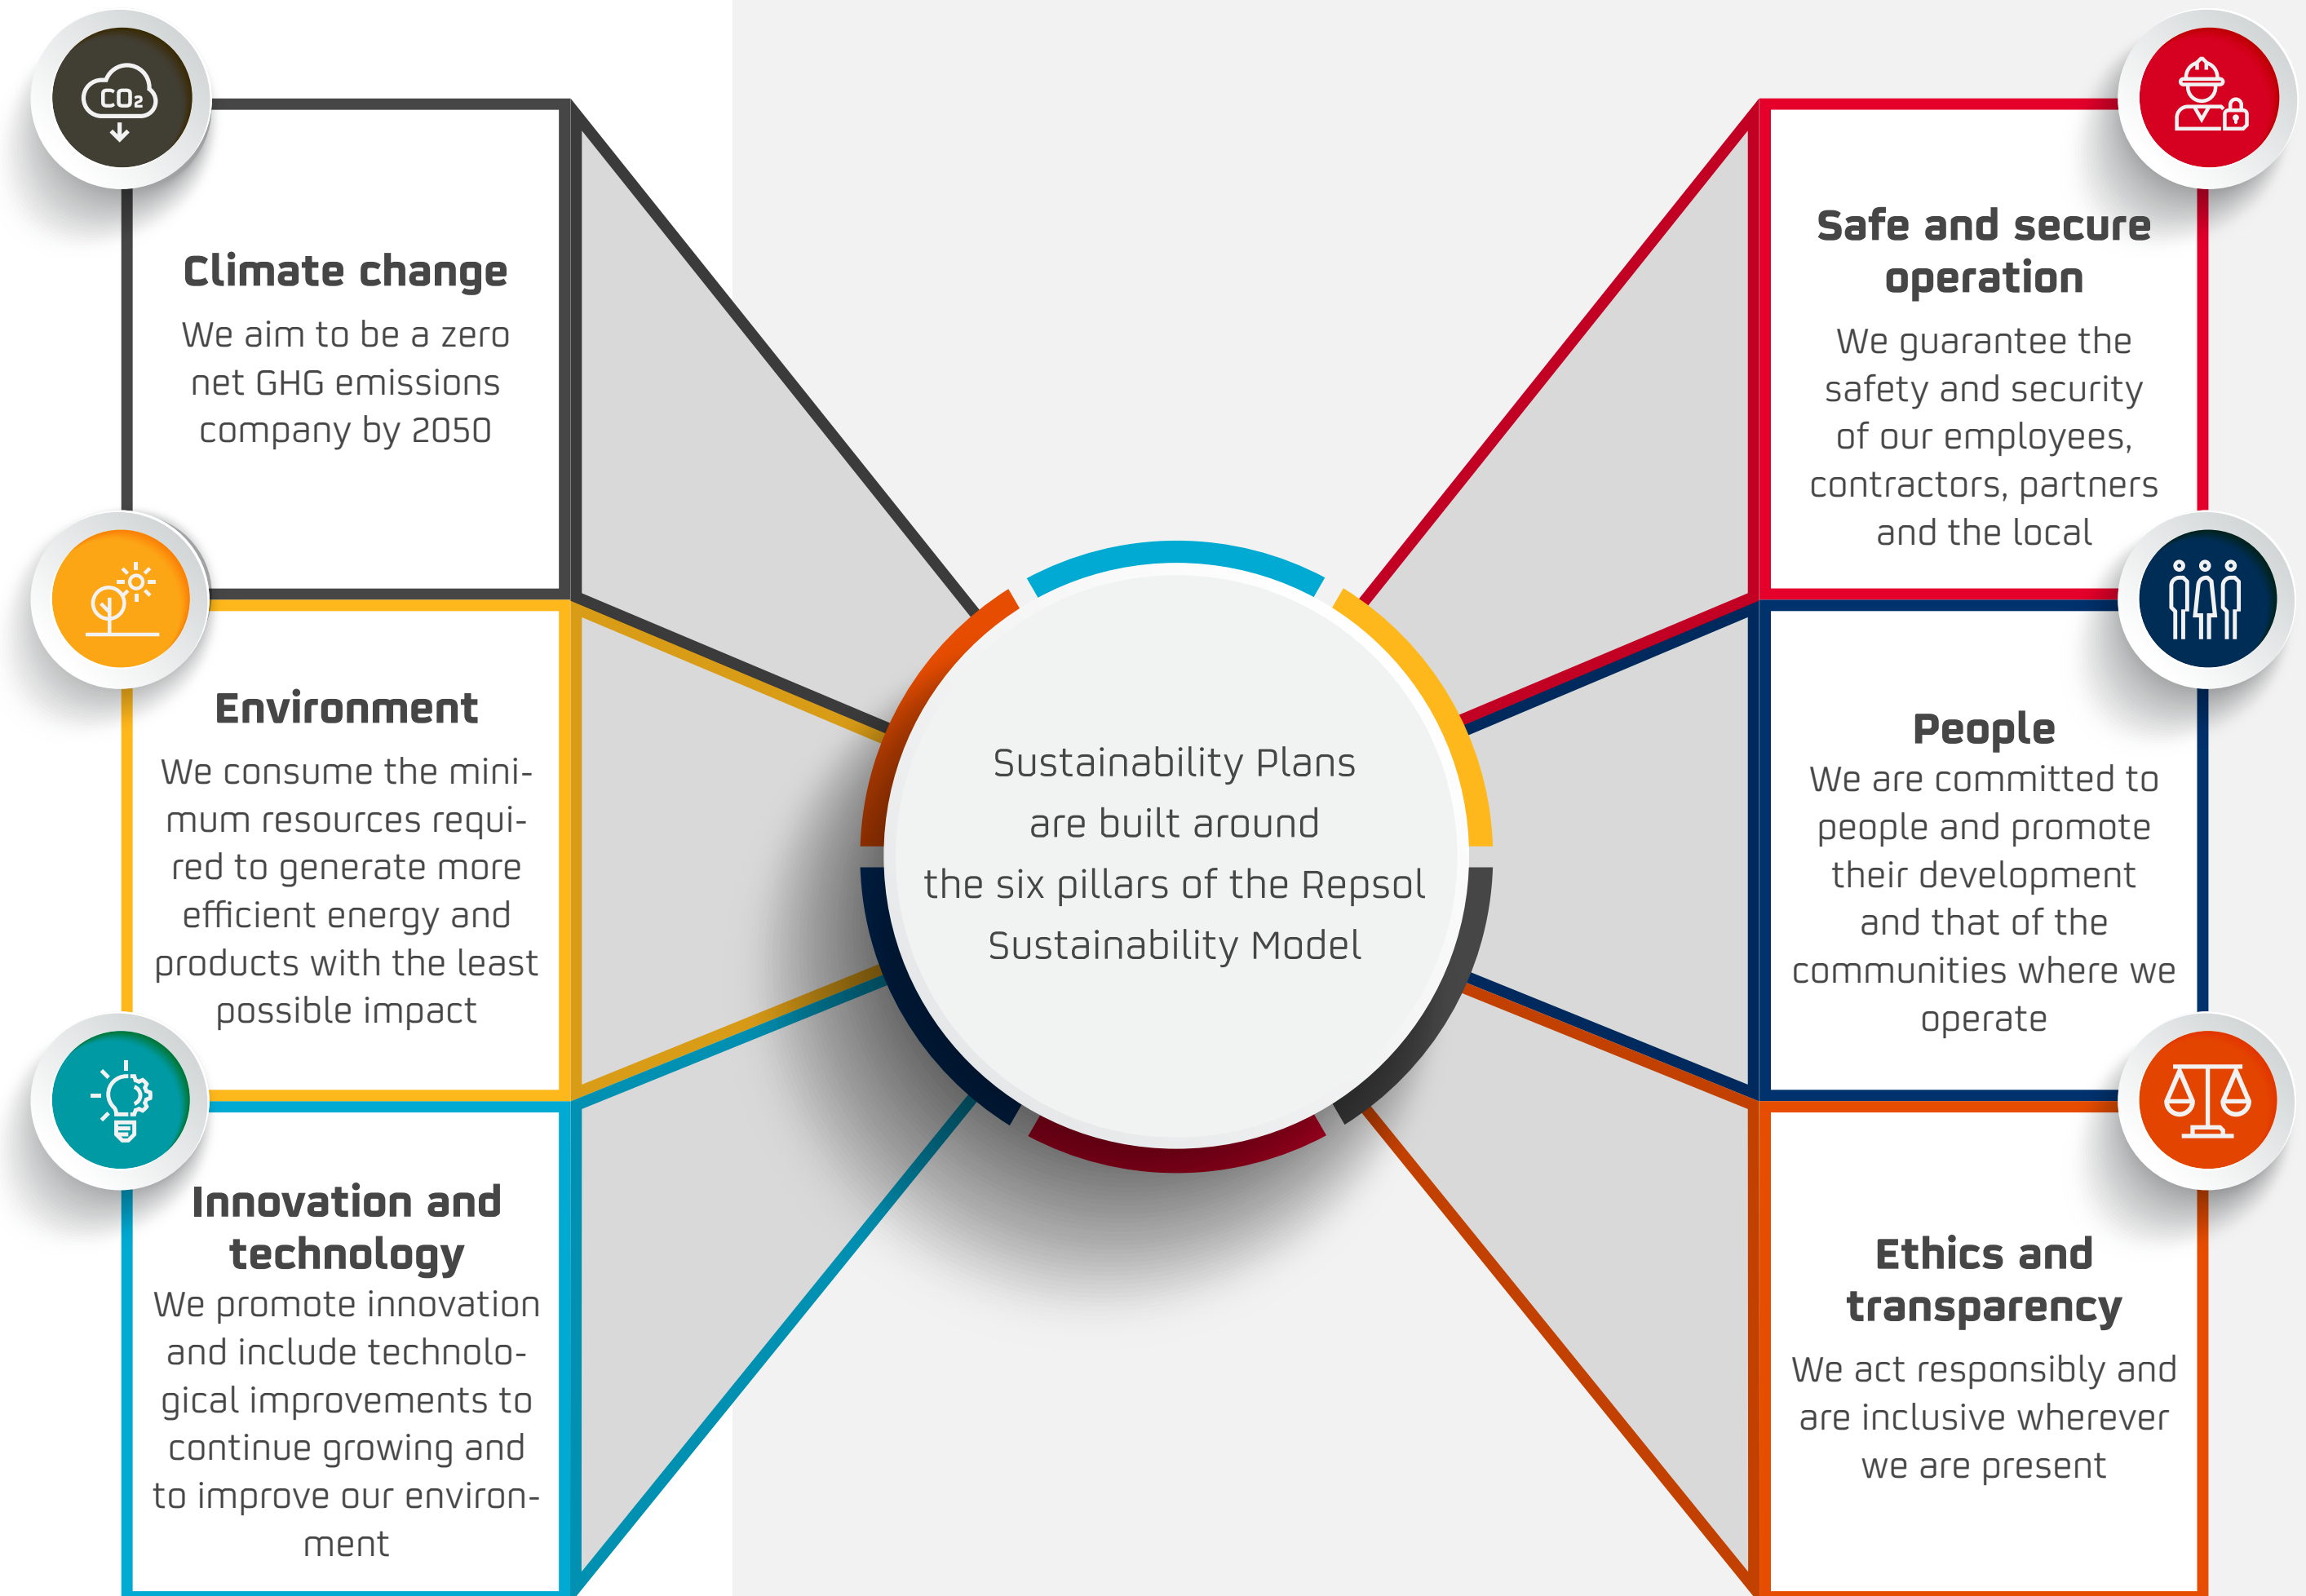 CO₂
Climate change
We aim to be a zero
net GHG emissions
company by 2050
Environment
We consume the mini-
mum resources requi-
red to generate more
efficient energy and
products with the least
possible impact
Innovation and
technology
We promote innovation
and include technolo-
gical improvements to
continue growing and
to improve our environ-
ment
Sustainability Plans
are built around
the six pillars of the Repsol
Sustainability Model
Safe and secure
operation
We guarantee the
safety and security
of our employees,
contractors, partners
and the local
People
We are committed to
people and promote
their development
and that of the
communities where we
operate
Ethics and
transparency
We act responsibly and
are inclusive wherever
we are present